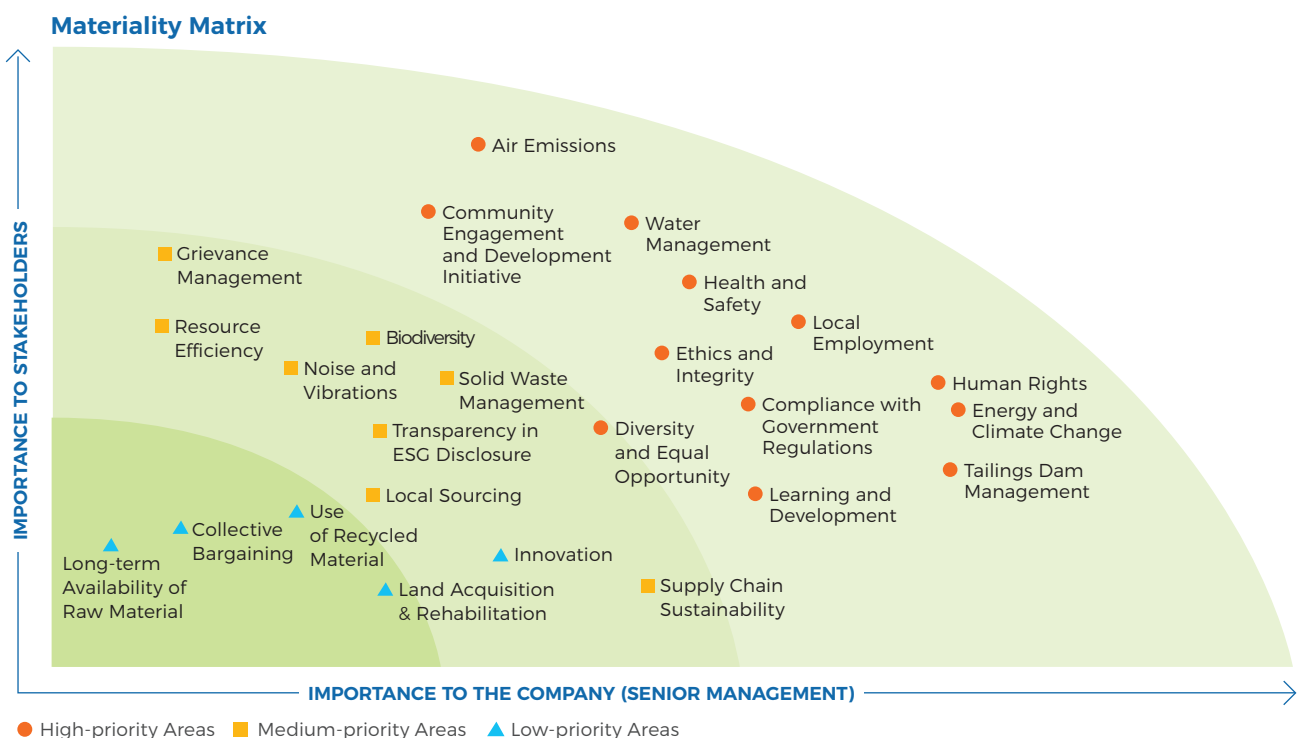 Materiality Matrix
IMPORTANCE TO STAKEHOLDERS
Air Emissions
Community
Engagement
and Development
Initiative
Water
Management
Grievance
Management
Health and
Safety
Local
Employment
Resource
Efficiency
Biodiversity
Ethics and
Integrity
Noise and
Vibrations
Solid Waste
Management
Human Rights
Energy and
Climate Change
Compliance with
Government
Regulations
Transparency in
ESG Disclosure
Diversity
and Equal
Opportunity
Tailings Dam
Management
Local Sourcing
Learning and
Development
Use
of Recycled
Material
Collective
Bargaining
Long-term
Availability of
Raw Material
Innovation
Land Acquisition
& Rehabilitation
Supply Chain
Sustainability
IMPORTANCE TO THE COMPANY (SENIOR MANAGEMENT)
High-priority Areas Medium-priority Areas Low-priority Areas